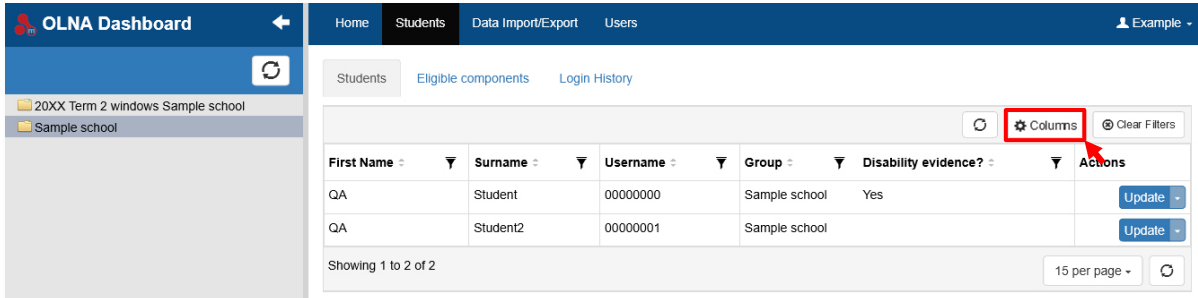 OLNA Dashboard
Home Students Data Import/Export Users Example
Students Eligible components Login History
20XX Term 2 windows Sample school
Sample school
Columns Clear Filters
First Name Surname Username Group Disability evidence? Actions
QA Student 00000000 Sample school Yes Update
QA Student2 00000001 Sample school Update
Showing 1 to 2 of 2
15 per page